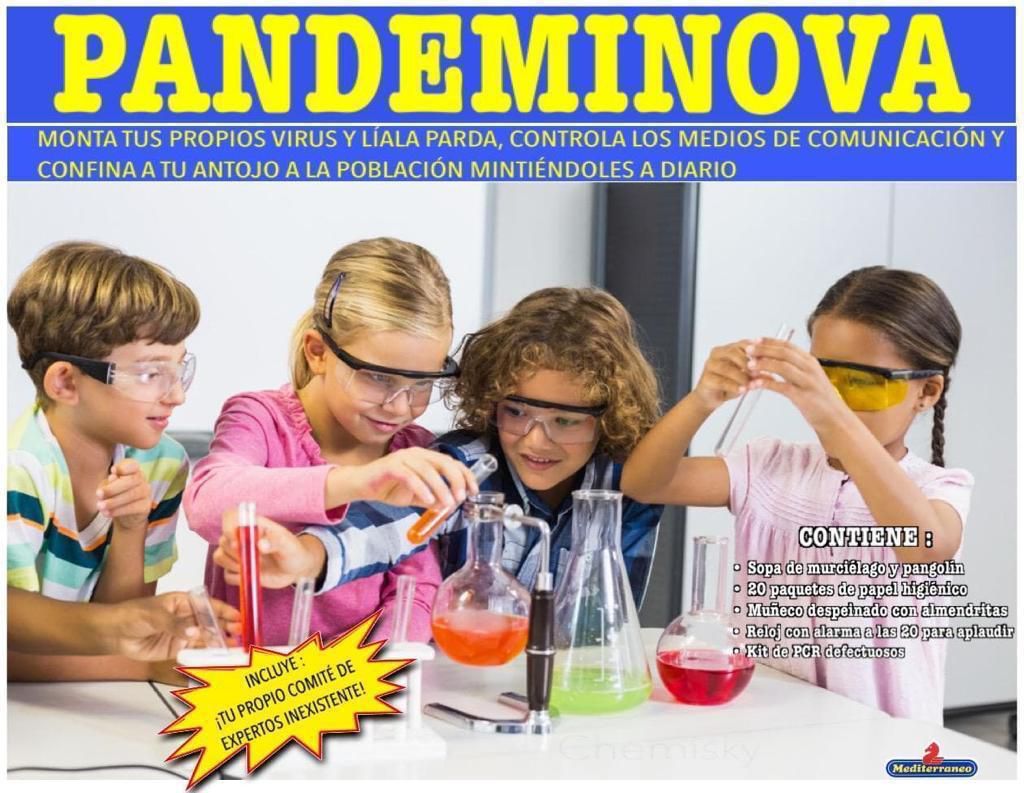 PANDEMINOVA
MONTA TUS PROPIOS VIRUS Y LÍALA PARDA, CONTROLA LOS MEDIOS DE COMUNICACIÓN Y
CONFINA A TU ANTOJO A LA POBLACIÓN MINTIÉNDOLES A DIARIO
CONTIENE :
• Sopa de murciélago y pangolín
• 20 paquetes de papel higiénico
• Muñeco despeinado con almendritas
• Reloj con alarma a las 20 para aplaudir
• Kit de PCR defectuosos
INCLUYE :
¡TU PROPIO COMITÉ DE
EXPERTOS INEXISTENTE!
Chemisky
Mediterraneo